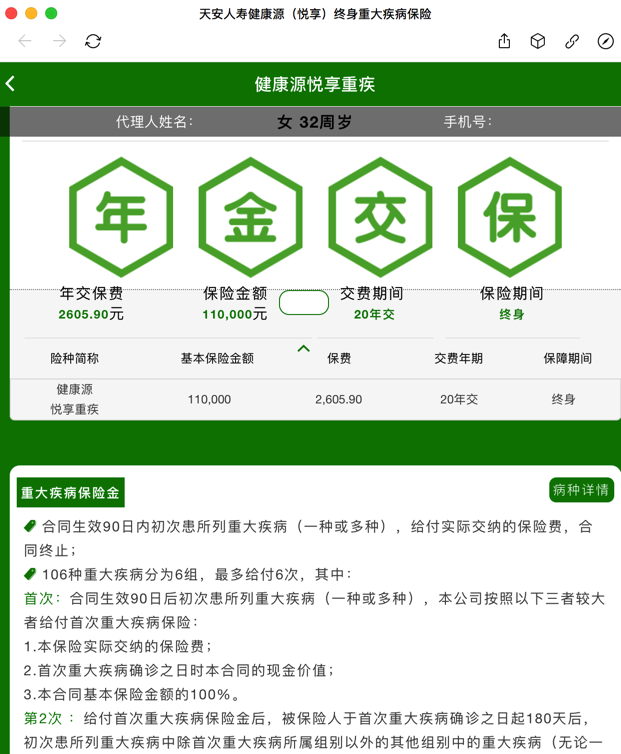 天安人寿健康源（悦享）终身重大疾病保险
健康源悦享重疾
代理人姓名： 女 32周岁 手机号：
年 金 交 保
年交保费 保险金额 交费期间 保险期间
2605.90元 110,000元 20年交 终身
险种简称 基本保险金额 保费 交费年期 保障期间
健康源
悦享重疾 110,000 2,605.90 20年交 终身
重大疾病保险金 病种详情
合同生效90日内初次患所列重大疾病（一种或多种），给付实际交纳的保险费，合
同终止；
106种重大疾病分为6组，最多给付6次，其中：
首次：合同生效90日后初次患所列重大疾病（一种或多种），本公司按照以下三者较大
者给付首次重大疾病保险：
1.本保险实际交纳的保险费；
2.首次重大疾病确诊之日时本合同的现金价值；
3.本合同基本保险金额的100%。
第2次 ：给付首次重大疾病保险金后，被保险人于首次重大疾病确诊之日起180天后，
初次患所列重大疾病中除首次重大疾病所属组别以外的其他组别中的重大疾病（无论一